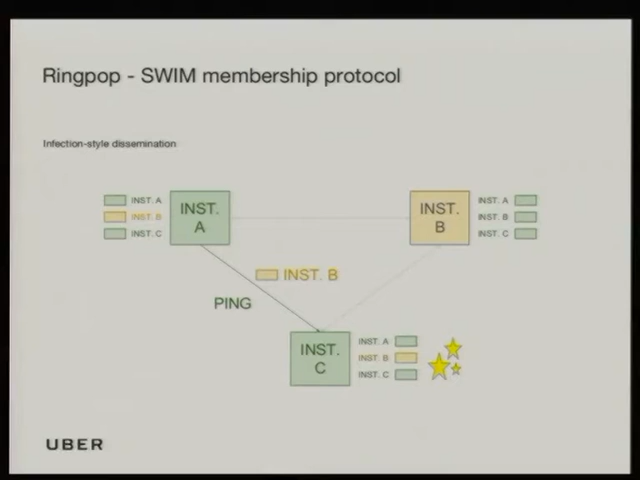 Ringpop - SWIM membership protocol
Infection-style dissemination
INST. A
INST. B
INST. C
INST.
A
INST.
B
INST. A
INST. B
INST. C
INST. B
PING
INST.
C
INST. A
INST. B
INST. C
UBER